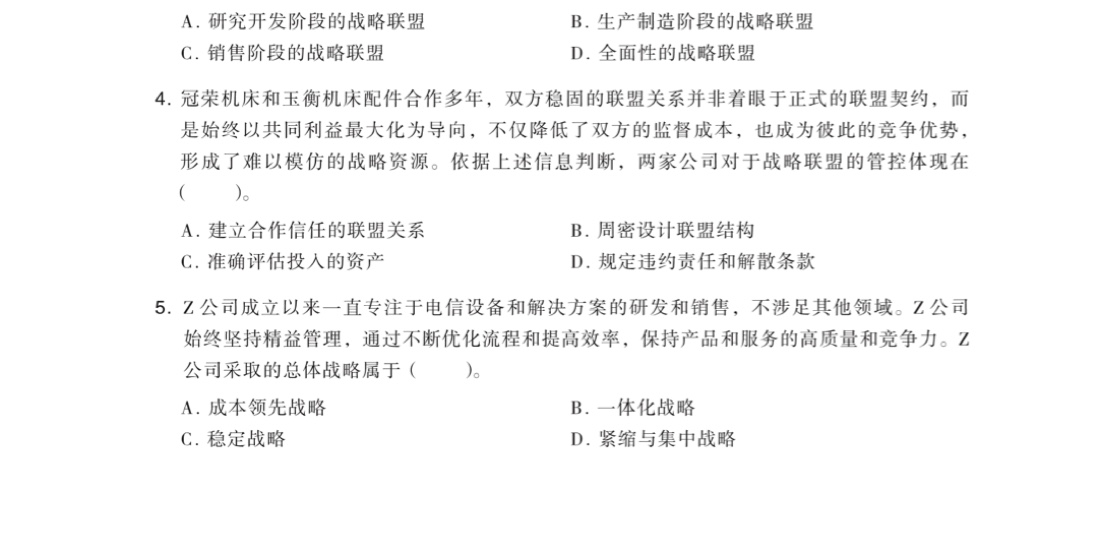 A. 研究开发阶段的战略联盟 B. 生产制造阶段的战略联盟
C. 销售阶段的战略联盟 D. 全面性的战略联盟
4. 冠荣机床和玉衡机床配件合作多年，双方稳固的联盟关系并非着眼于正式的联盟契约，而
是始终以共同利益最大化为导向，不仅降低了双方的监督成本，也成为彼此的竞争优势，
形成了难以模仿的战略资源。依据上述信息判断，两家公司对于战略联盟的管控体现在
（　　）。
A. 建立合作信任的联盟关系 B. 周密设计联盟结构
C. 准确评估投入的资产 D. 规定违约责任和解散条款
5. Z 公司成立以来一直专注于电信设备和解决方案的研发和销售，不涉足其他领域。Z 公司
始终坚持精益管理，通过不断优化流程和提高效率，保持产品和服务的高质量和竞争力。Z
公司采取的总体战略属于（　　）。
A. 成本领先战略 B. 一体化战略
C. 稳定战略 D. 紧缩与集中战略